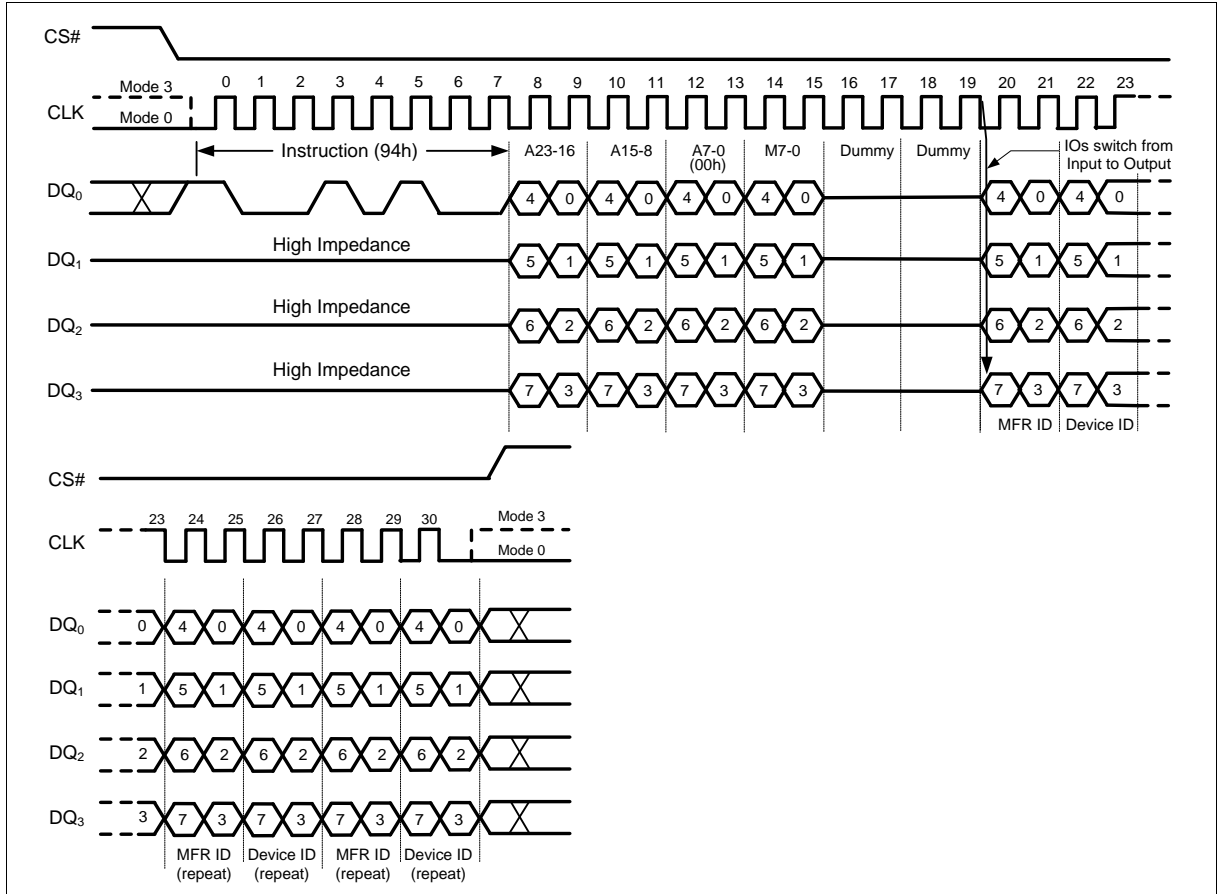 CS#
Mode 3
0 1 2 3 4 5 6 7 8 9 10 11 12 13 14 15 16 17 18 19 20 21 22 23
CLK
Mode 0
Instruction (94h) A23-16 A15-8 A7-0 M7-0 Dummy Dummy IOs switch from
(00h) Input to Output
DQ0 4 0 4 0 4 0 4 0 4 0 4 0
High Impedance
DQ1 5 1 5 1 5 1 5 1 5 1 5 1
High Impedance
DQ2 6 2 6 2 6 2 6 2 6 2 6 2
High Impedance
DQ3 7 3 7 3 7 3 7 3 7 3 7 3
MFR ID Device ID
CS#
23 24 25 26 27 28 29 30 Mode 3
CLK
Mode 0
DQ0 0 4 0 4 0 4 0 4 0
DQ1 1 5 1 5 1 5 1 5 1
DQ2 2 6 2 6 2 6 2 6 2
DQ3 3 7 3 7 3 7 3 7 3
MFR ID Device ID MFR ID Device ID
(repeat) (repeat) (repeat) (repeat)